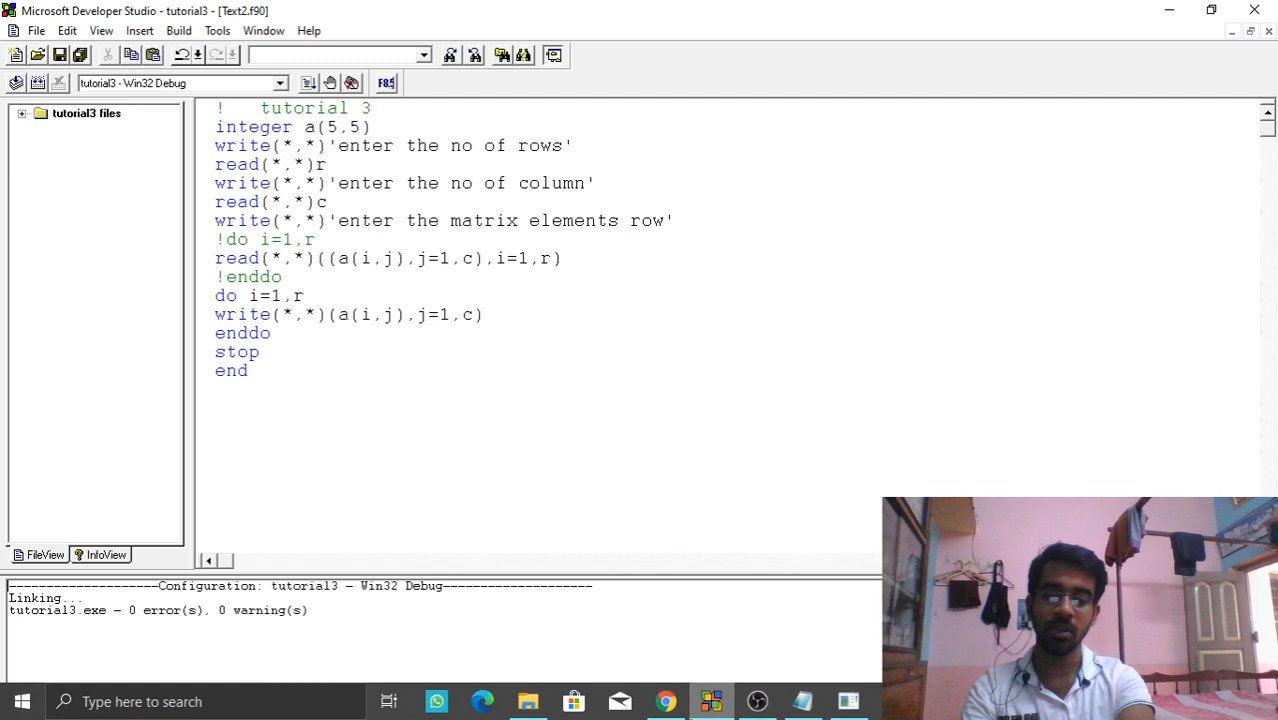 Microsoft Developer Studio - tutorial3 - [Text2.f90]
File Edit View Insert Build Tools Window Help
tutorial3 - Win32 Debug
tutorial3 files
!   tutorial 3
integer a(5,5)
write(*,*)'enter the no of rows'
read(*,*)r
write(*,*)'enter the no of column'
read(*,*)c
write(*,*)'enter the matrix elements row'
!do i=1,r
read(*,*)((a(i,j),j=1,c),i=1,r)
!enddo
do i=1,r
write(*,*)(a(i,j),j=1,c)
enddo
stop
end
FileView ? InfoView
--------------------Configuration: tutorial3 - Win32 Debug--------------------
Linking...
tutorial3.exe - 0 error(s), 0 warning(s)
Type here to search